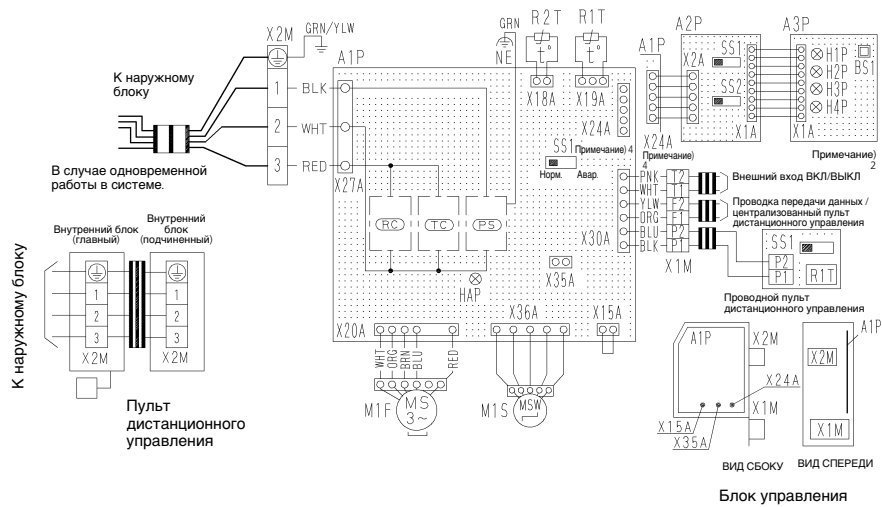 X2M
GRN/YLW
К наружному
блоку
1
2
3
BLK
WHT
RED
В случае одновременной
работы в системе.
A1P
X27A
RC
TC
PS
HAP
GRN
NE
R2T
t°
X18A
R1T
t°
X19A
X24A
SS1
Примечание) 4
Норм.
Авар.
X30A
X35A
X20A
X36A
X15A
WHT
ORG
BRN
BLU
RED
M1F
MS
3~
M1S
MSW
A1P
X24A
Примечание)
4
A2P
X2A
SS1
SS2
X1A
A3P
H1P
H2P
H3P
H4P
BS1
X1A
Примечание)
2
PNK
WHT
YLW
ORG
BLU
BLK
T2
T1
F2
F1
P2
P1
X1M
Внешний вход ВКЛ/ВЫКЛ
Проводка передачи данных /
централизованный пульт
дистанционного управления
SS1
P2
P1
R1T
Проводной пульт
дистанционного управления
К наружному блоку
Внутренний блок
(главный)
Внутренний
блок
(подчиненный)
1
2
3
X2M
1
2
3
X2M
Пульт
дистанционного
управления
A1P
X2M
X24A
X1M
X15A
X35A
ВИД СБОКУ
A1P
X2M
X1M
ВИД СПЕРЕДИ
Блок управления